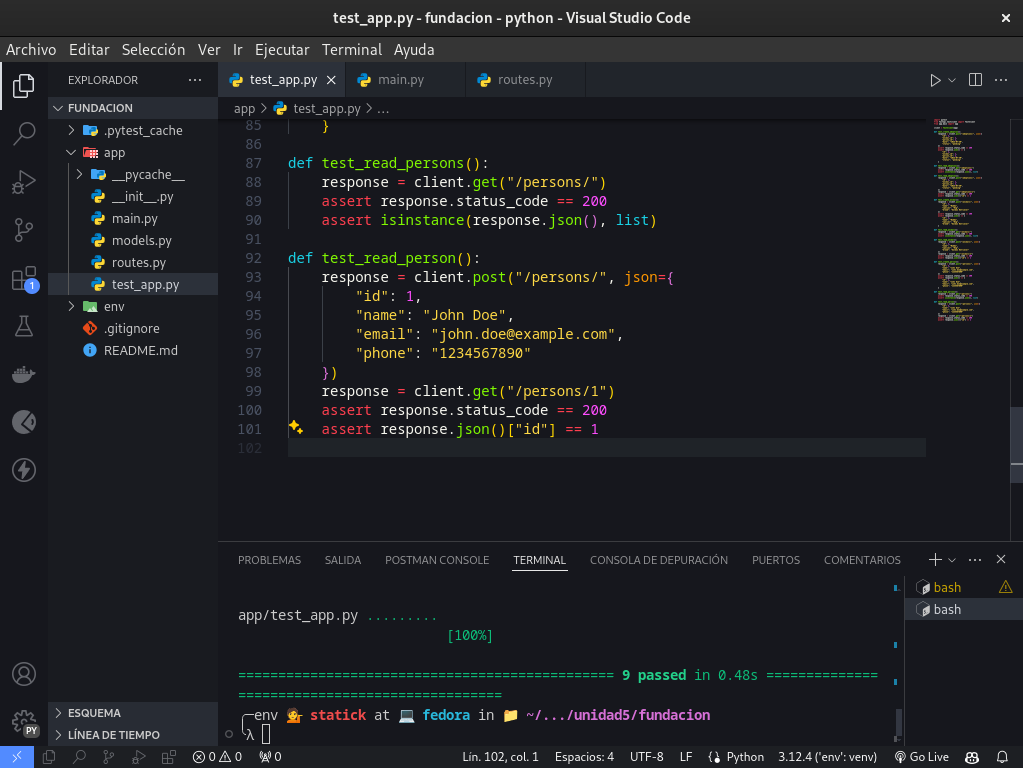 test_app.py - fundacion - python - Visual Studio Code
Archivo Editar Selección Ver Ir Ejecutar Terminal Ayuda
EXPLORADOR
FUNDACION
.pytest_cache
app
__pycache__
__init__.py
main.py
models.py
routes.py
test_app.py
env
.gitignore
README.md
ESQUEMA
LÍNEA DE TIEMPO
1
PY
test_app.py main.py routes.py
app > test_app.py > ...
85 }
86
87 def test_read_persons():
88 response = client.get("/persons/")
89 assert response.status_code == 200
90 assert isinstance(response.json(), list)
91
92 def test_read_person():
93 response = client.post("/persons/", json={
94 "id": 1,
95 "name": "John Doe",
96 "email": "john.doe@example.com",
97 "phone": "1234567890"
98 })
99 response = client.get("/persons/1")
100 assert response.status_code == 200
101 assert response.json()["id"] == 1
102
PROBLEMAS SALIDA POSTMAN CONSOLE TERMINAL CONSOLA DE DEPURACIÓN PUERTOS COMENTARIOS
app/test_app.py .........
[100%]
=============================================== 9 passed in 0.48s ==============
=================================
env statick at fedora in ~/.../unidad5/fundacion
λ
bash
bash
0 0 0 Lín. 102, col. 1 Espacios: 4 UTF-8 LF Python 3.12.4 ('env': venv) Go Live